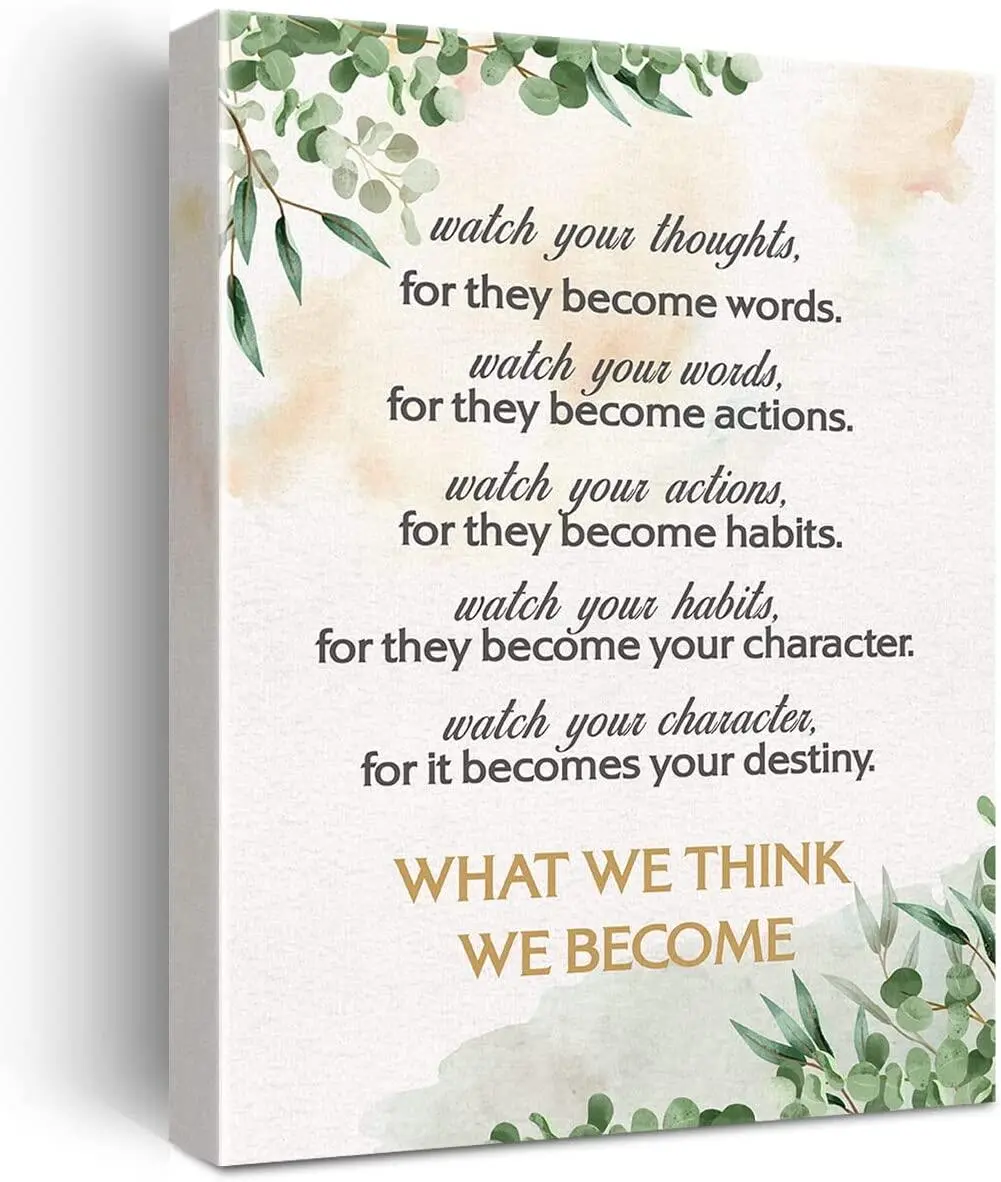 watch your thoughts,
for they become words.
watch your words,
for they become actions.
watch your actions,
for they become habits.
watch your habits,
for they become your character.
watch your character,
for it becomes your destiny.
WHAT WE THINK
WE BECOME